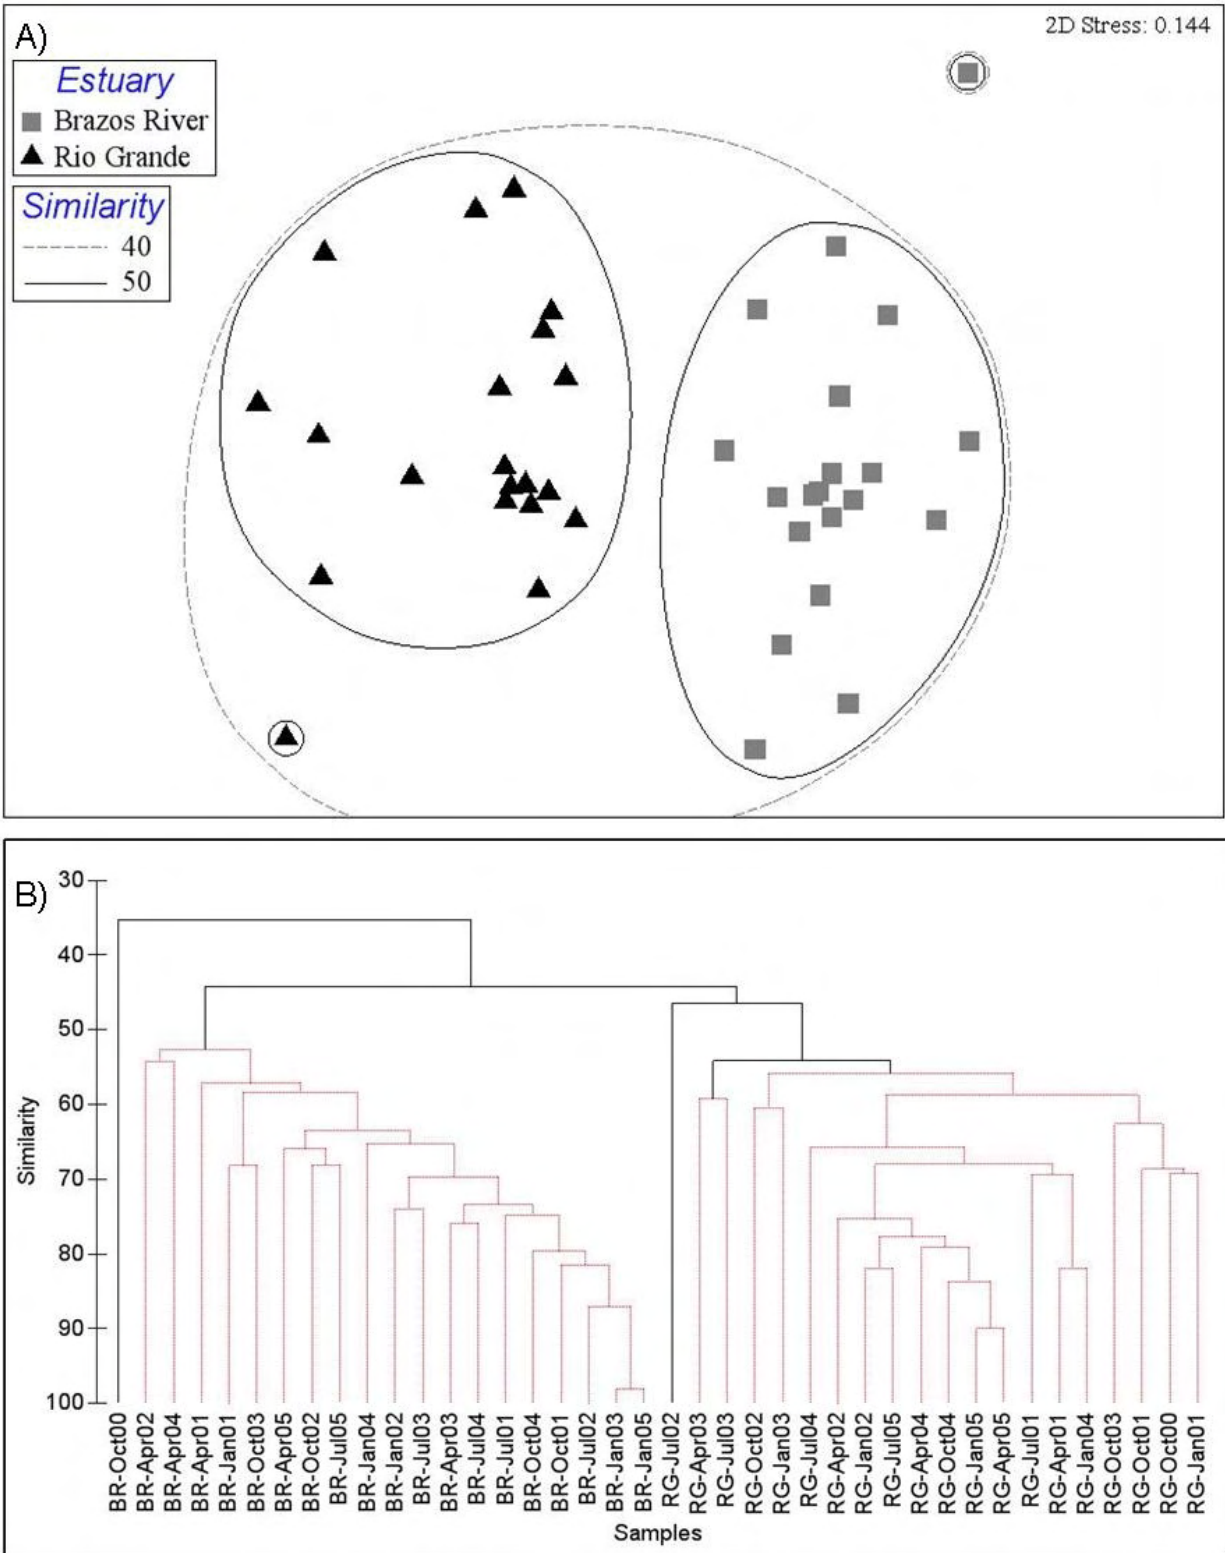 A)
2D Stress: 0.144
Estuary
Brazos River
Rio Grande
Similarity
40
50
B)
30
40
50
60
70
80
90
100
Similarity
BR-Oct00
BR-Apr02
BR-Apr04
BR-Apr01
BR-Jan01
BR-Oct03
BR-Apr05
BR-Oct02
BR-Jul05
BR-Jan04
BR-Jan02
BR-Jul03
BR-Apr03
BR-Jul04
BR-Jul01
BR-Oct04
BR-Oct01
BR-Jul02
BR-Jan03
BR-Jan05
RG-Jul02
RG-Apr03
RG-Jul03
RG-Oct02
RG-Jan03
RG-Jul04
RG-Apr02
RG-Jan02
RG-Jul05
RG-Apr04
RG-Oct04
RG-Jan05
RG-Apr05
RG-Jul01
RG-Apr01
RG-Jan04
RG-Oct03
RG-Oct01
RG-Oct00
RG-Jan01
Samples